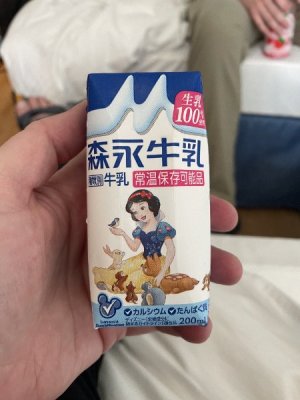 生乳
100%
森永牛乳
牛乳 常温保存可能品
カルシウム たんぱく質
200ml